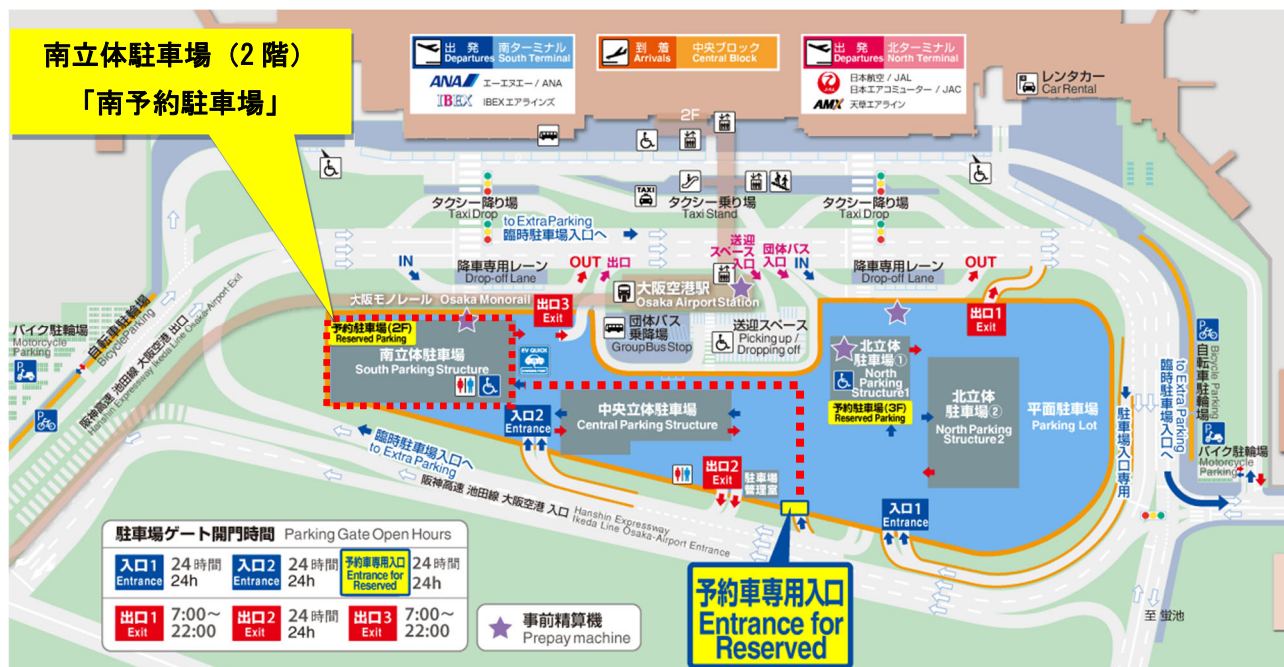 南立体駐車場（2階）
「南予約駐車場」
出発 南ターミナル
Departures South Terminal
ANA エーエヌエー / ANA
IBEX IBEXエアラインズ
到着 中央ブロック
Arrivals Central Block
出発 北ターミナル
Departures North Terminal
JAL 日本航空 / JAL
日本エアコミューター / JAC
AMX 天草エアライン
レンタカー
Car Rental
2F
TAXI
タクシー降り場
Taxi Drop
タクシー乗り場
Taxi Stand
タクシー降り場
Taxi Drop
to Extra Parking
臨時駐車場入口へ
IN
降車専用レーン
Drop-off Lane
OUT
出口
送迎
スペース
入口
団体バス
入口
IN
降車専用レーン
Drop-off Lane
OUT
大阪モノレール Osaka Monorail
大阪空港駅
Osaka Airport Station
出口3
Exit
出口1
Exit
予約駐車場(2F)
Reserved Parking
南立体駐車場
South Parking Structure
EV QUICK
団体バス
乗降場
Group Bus Stop
送迎スペース
Picking up /
Dropping off
北立体
駐車場①
North
Parking
Structure1
予約駐車場(3F)
Reserved Parking
北立体
駐車場②
North Parking
Structure2
平面駐車場
Parking Lot
中央立体駐車場
Central Parking Structure
入口2
Entrance
出口2
Exit
駐車場
管理室
入口1
Entrance
バイク駐輪場
Motorcycle
Parking
P
P
自転車駐輪場
Bicycle Parking
阪神高速 池田線 大阪空港 出口
Hanshin Expressway Ikeda Line Osaka-Airport Exit
臨時駐車場入口へ
to Extra Parking
阪神高速 池田線 大阪空港 入口
Hanshin Expressway
Ikeda Line Osaka-Airport Entrance
駐車場入口専用
to Extra Parking
臨時駐車場入口へ
P
Bicycle Parking
自転車駐輪場
P
バイク駐輪場
Motorcycle
Parking
至 蛍池
予約車専用入口
Entrance for
Reserved
駐車場ゲート開門時間 Parking Gate Open Hours
入口1 24時間
Entrance 24h
入口2 24時間
Entrance 24h
予約車専用入口 24時間
Entrance for
Reserved 24h
出口1 7:00～
Exit 22:00
出口2 24時間
Exit 24h
出口3 7:00～
Exit 22:00
事前精算機
Prepay machine